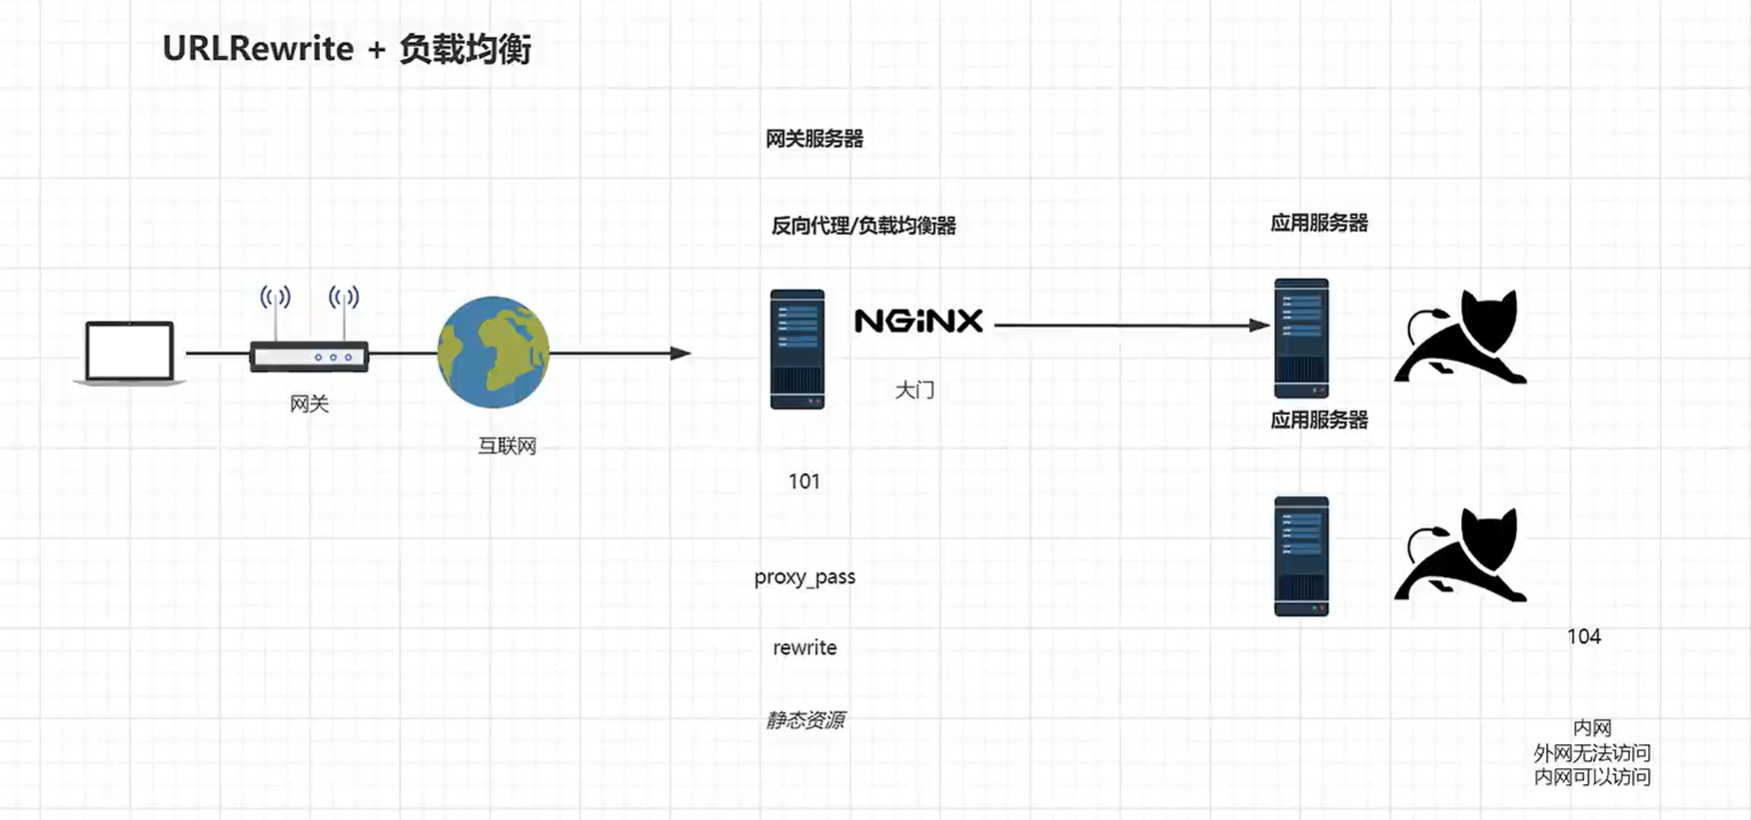 URLRewrite + 负载均衡
网关服务器
反向代理/负载均衡器
应用服务器
NGINX
大门
网关
应用服务器
互联网
101
proxy_pass
rewrite
104
静态资源
内网
外网无法访问
内网可以访问